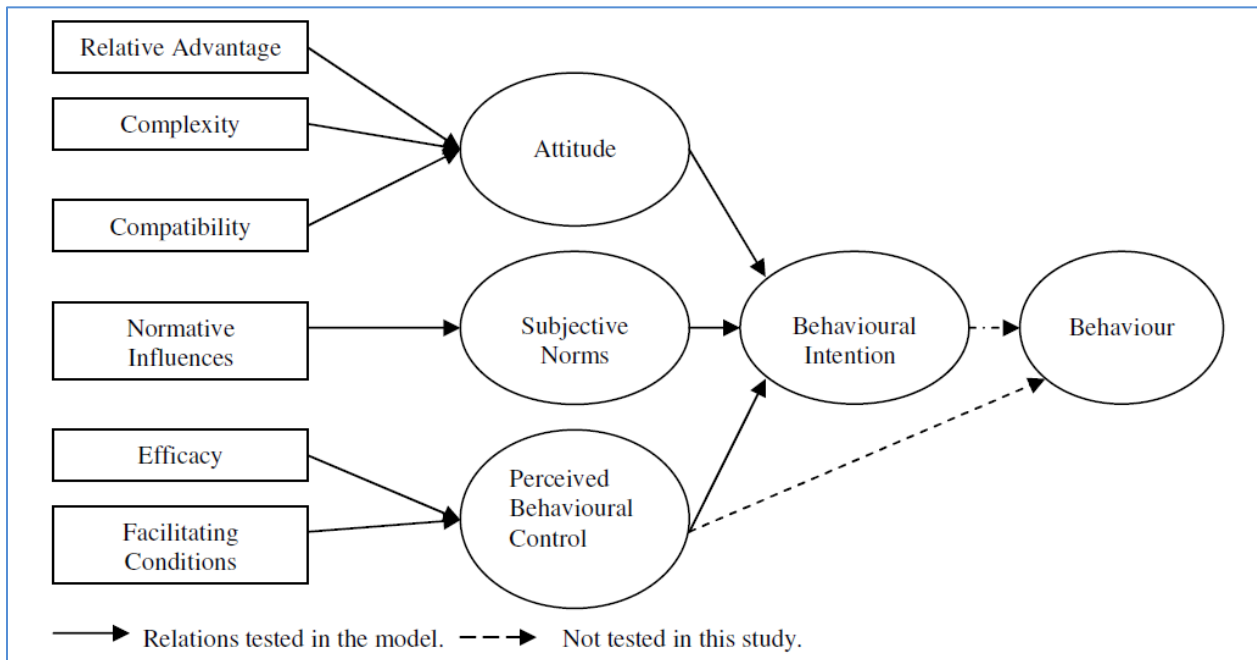 Relative Advantage
Complexity
Compatibility
Normative
Influences
Efficacy
Facilitating
Conditions
Attitude
Subjective
Norms
Perceived
Behavioural
Control
Behavioural
Intention
Behaviour
Relations tested in the model.
Not tested in this study.